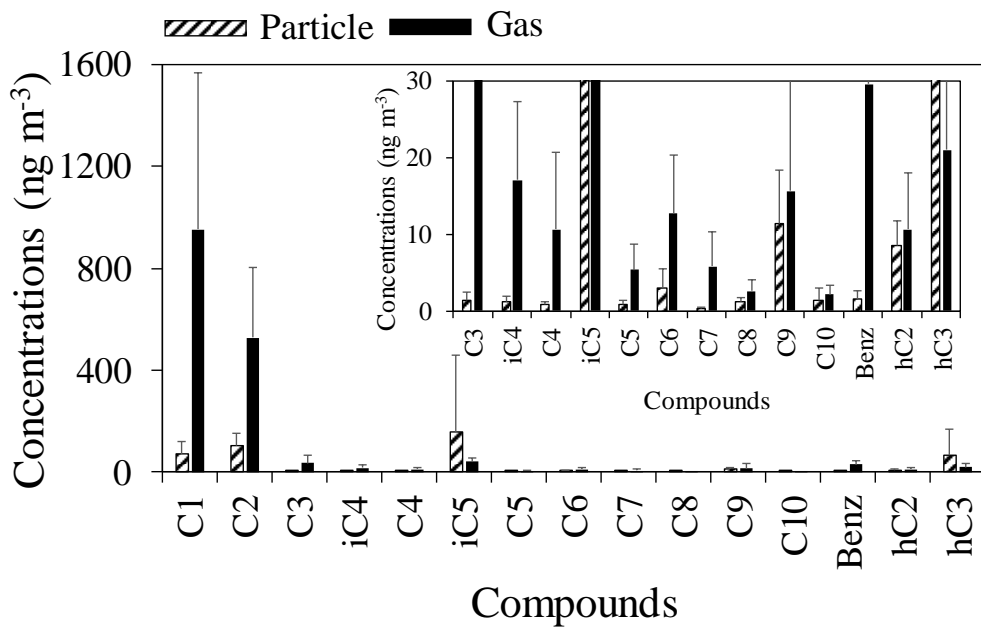 Particle Gas
Concentrations (ng m-3)
1600
1200
800
400
0
C1 C2 C3 iC4 C4 iC5 C5 C6 C7 C8 C9 C10 Benz hC2 hC3
Compounds
Concentrations (ng m-3)
30
20
10
0
C3 iC4 C4 iC5 C5 C6 C7 C8 C9 C10 Benz hC2 hC3
Compounds